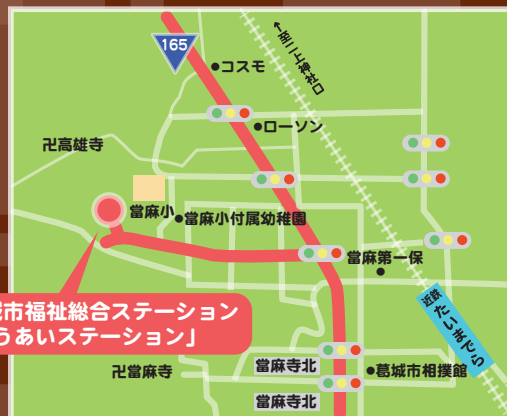 165
コスモ
↑至二上神社口
ローソン
卍高雄寺
當麻小
當麻小付属幼稚園
當麻第一保
市福祉総合ステーション
うあいステーション」
近鉄
たいまでら
當麻寺北
卍當麻寺
葛城市相撲館
當麻寺北